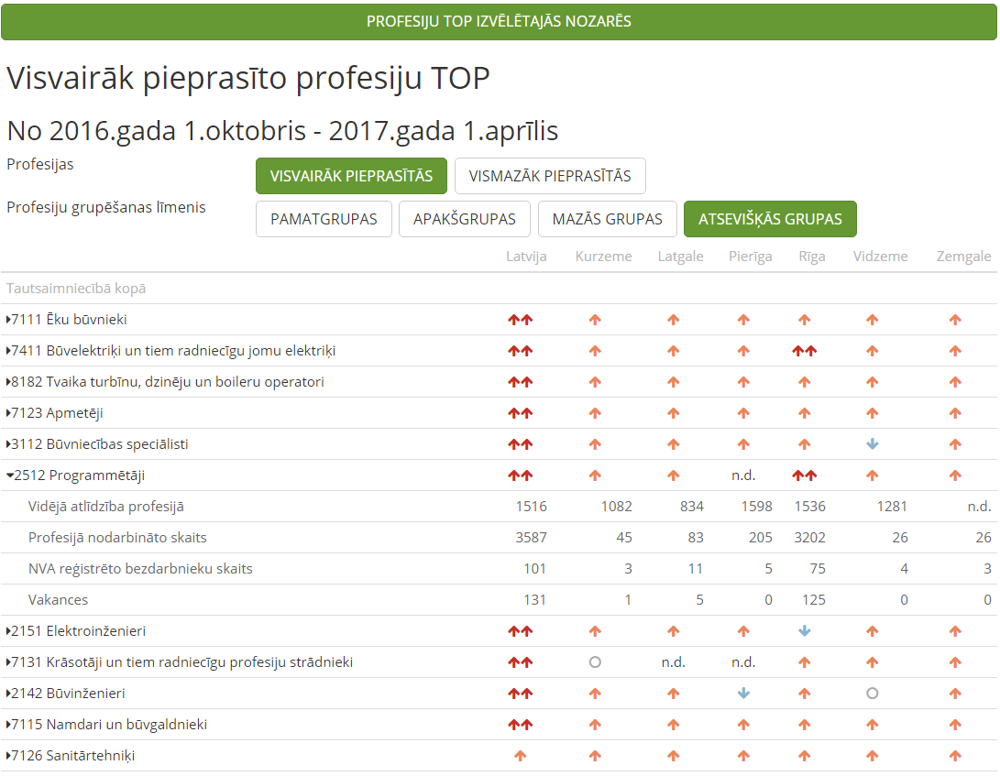 PROFESIJU TOP IZVĒLĒTAJĀS NOZARĒS
Visvairāk pieprasīto profesiju TOP
No 2016.gada 1.oktobris - 2017.gada 1.aprīlis
Profesijas VISVAIRĀK PIEPRASĪTĀS VISMAZĀK PIEPRASĪTĀS
Profesiju grupēšanas līmenis PAMATGRUPAS APAKŠGRUPAS MAZĀS GRUPAS ATSEVIŠĶĀS GRUPAS
Latvija Kurzeme Latgale Pierīga Rīga Vidzeme Zemgale
Tautsaimniecībā kopā
7111 Ēku būvnieki
7411 Būvelektriķi un tiem radniecīgu jomu elektriķi
8182 Tvaika turbīnu, dzinēju un boileru operatori
7123 Apmetēji
3112 Būvniecības speciālisti
2512 Programmētāji n.d.
Vidējā atlīdzība profesijā 1516 1082 834 1598 1536 1281 n.d.
Profesijā nodarbināto skaits 3587 45 83 205 3202 26 26
NVA reģistrēto bezdarbnieku skaits 101 3 11 5 75 4 3
Vakances 131 1 5 0 125 0 0
2151 Elektroinženieri
7131 Krāsotāji un tiem radniecīgu profesiju strādnieki n.d. n.d.
2142 Būvinženieri
7115 Namdari un būvgaldnieki
7126 Sanitārtehniķi